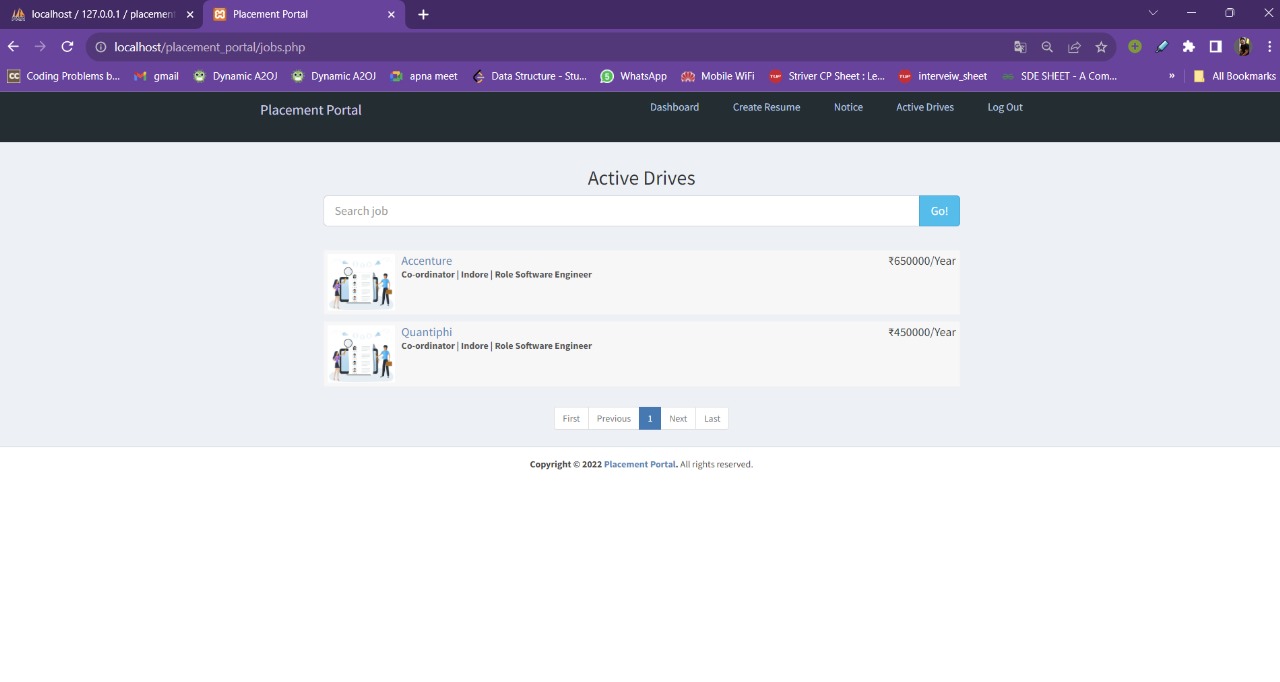 localhost / 127.0.0.1 / placement
Placement Portal
localhost/placement_portal/jobs.php
CC Coding Problems b... gmail Dynamic A2OJ Dynamic A2OJ apna meet Data Structure - Stu... WhatsApp Mobile WiFi TUF Striver CP Sheet : Le... TUF interveiw_sheet SDE SHEET - A Com... » All Bookmarks
Placement Portal Dashboard Create Resume Notice Active Drives Log Out
Active Drives
Search job Go!
Accenture ₹650000/Year
Co-ordinator | Indore | Role Software Engineer
Quantiphi ₹450000/Year
Co-ordinator | Indore | Role Software Engineer
First Previous 1 Next Last
Copyright © 2022 Placement Portal. All rights reserved.